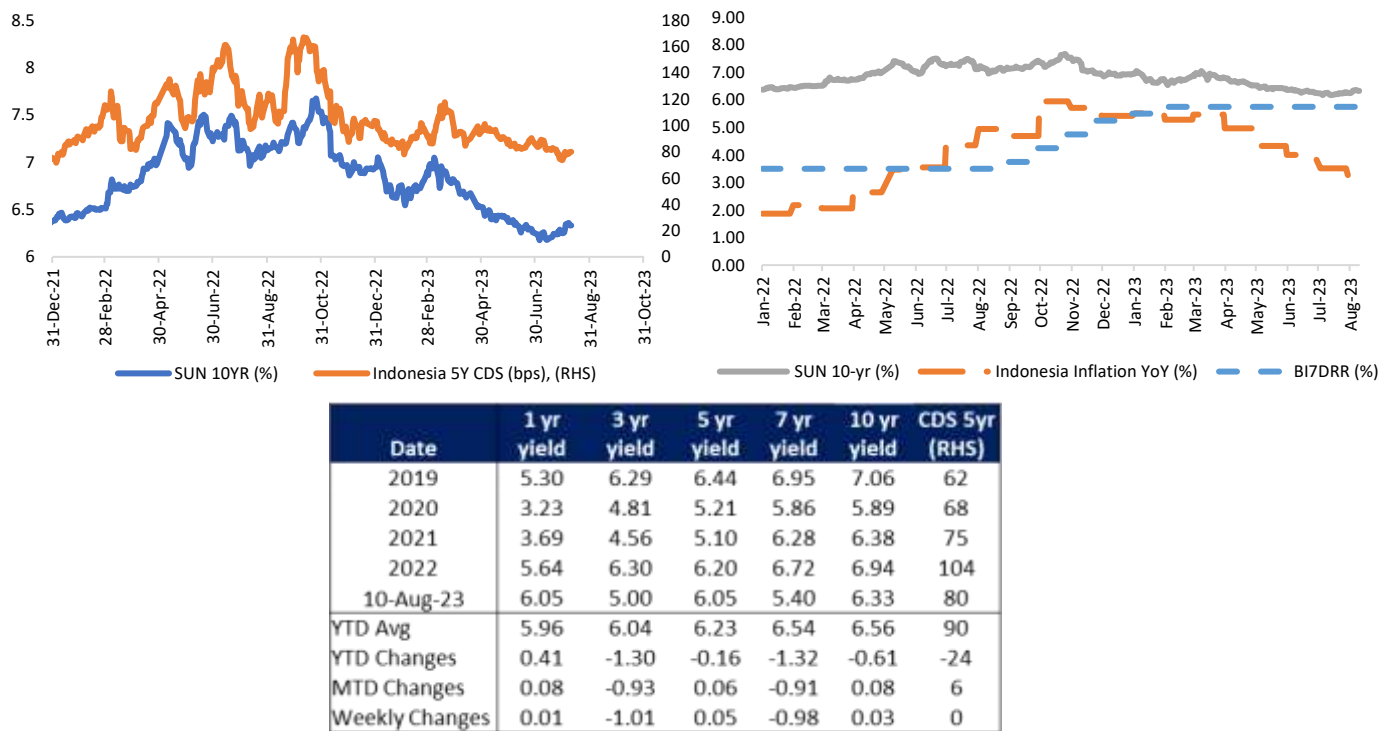 8.5
8
7.5
7
6.5
6
180
160
140
120
100
80
60
40
20
0
31-Dec-21
28-Feb-22
30-Apr-22
30-Jun-22
31-Aug-22
31-Oct-22
31-Dec-22
28-Feb-23
30-Apr-23
30-Jun-23
31-Aug-23
31-Oct-23
SUN 10YR (%) Indonesia 5Y CDS (bps), (RHS)
9.00
8.00
7.00
6.00
5.00
4.00
3.00
2.00
1.00
0.00
Jan-22
Feb-22
Mar-22
Apr-22
May-22
Jun-22
Jul-22
Aug-22
Sep-22
Oct-22
Nov-22
Dec-22
Jan-23
Feb-23
Mar-23
Apr-23
May-23
Jun-23
Jul-23
Aug-23
SUN 10-yr (%) Indonesia Inflation YoY (%) BI7DRR (%)
Date 1 yr yield 3 yr yield 5 yr yield 7 yr yield 10 yr yield CDS 5yr (RHS)
2019 5.30 6.29 6.44 6.95 7.06 62
2020 3.23 4.81 5.21 5.86 5.89 68
2021 3.69 4.56 5.10 6.28 6.38 75
2022 5.64 6.30 6.20 6.72 6.94 104
10-Aug-23 6.05 5.00 6.05 5.40 6.33 80
YTD Avg 5.96 6.04 6.23 6.54 6.56 90
YTD Changes 0.41 -1.30 -0.16 -1.32 -0.61 -24
MTD Changes 0.08 -0.93 0.06 -0.91 0.08 6
Weekly Changes 0.01 -1.01 0.05 -0.98 0.03 0